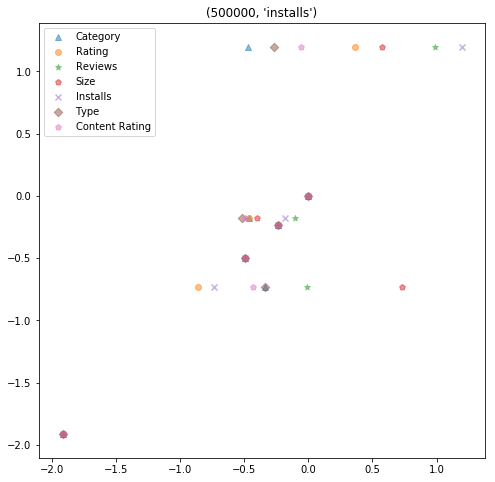 (500000, 'installs')
Category
Rating
Reviews
Size
Installs
Type
Content Rating
1.0
0.5
0.0
−0.5
−1.0
−1.5
−2.0
−2.0 −1.5 −1.0 −0.5 0.0 0.5 1.0